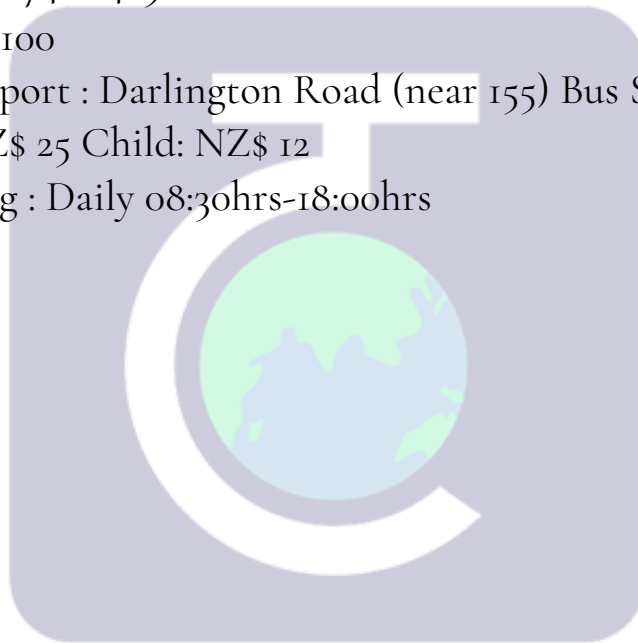 100
port : Darlington Road (near 155) Bus
Z$ 25 Child: NZ$ 12
g : Daily 08:30hrs-18:00hrs